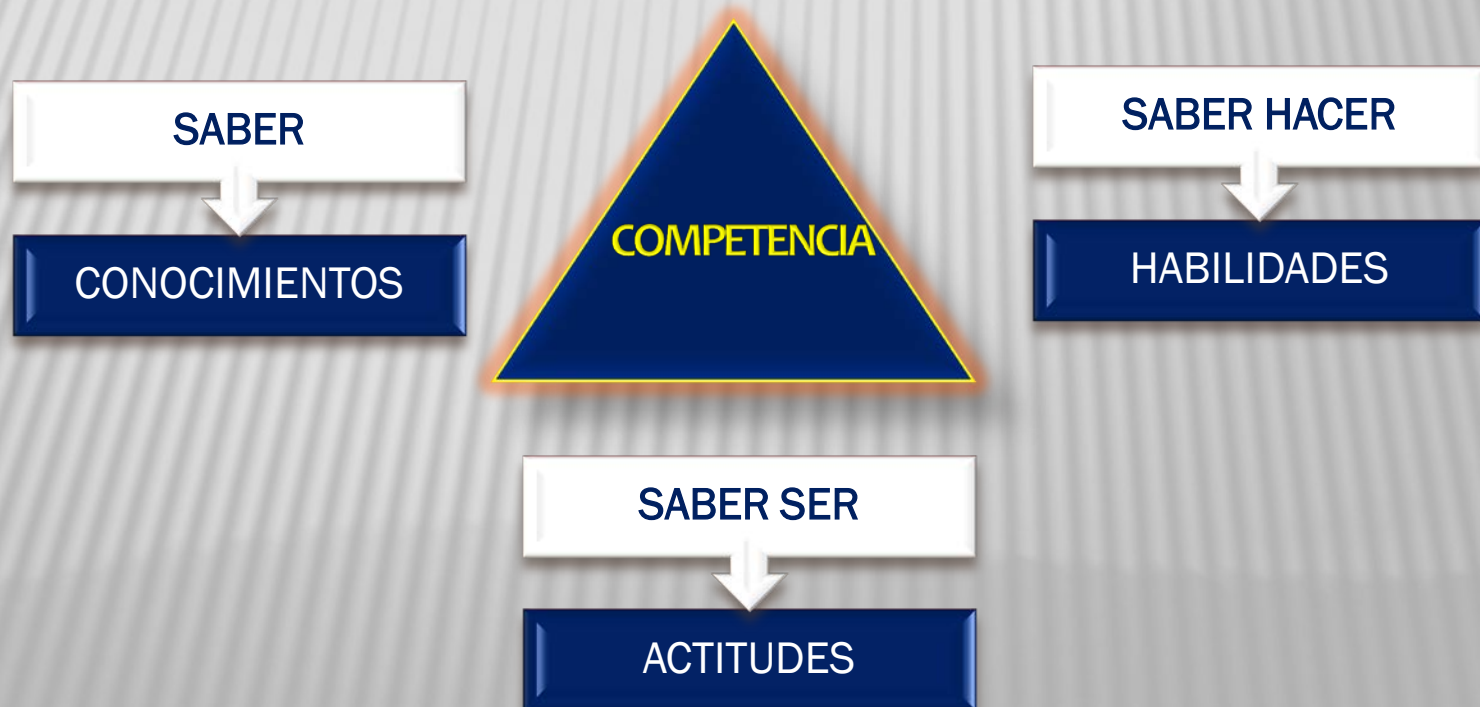 SABER
CONOCIMIENTOS
COMPETENCIA
SABER HACER
HABILIDADES
SABER SER
ACTITUDES